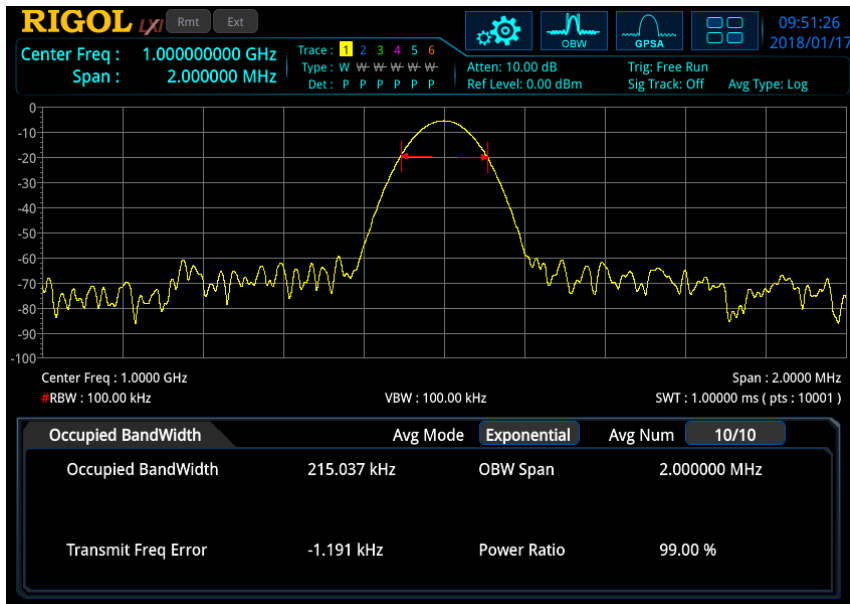 RIGOL LXI Rmt Ext
OBW GPSA 09:51:26
2018/01/17
Center Freq : 1.000000000 GHz
Span : 2.000000 MHz
Trace : 1 2 3 4 5 6
Type : W W W W W W
Det : P P P P P P
Atten: 10.00 dB Trig: Free Run
Ref Level: 0.00 dBm Sig Track: Off Avg Type: Log
0
-10
-20
-30
-40
-50
-60
-70
-80
-90
-100
Center Freq : 1.0000 GHz Span : 2.0000 MHz
#RBW : 100.00 kHz VBW : 100.00 kHz SWT : 1.00000 ms ( pts : 10001 )
Occupied BandWidth Avg Mode Exponential Avg Num 10/10
Occupied BandWidth 215.037 kHz OBW Span 2.000000 MHz
Transmit Freq Error -1.191 kHz Power Ratio 99.00 %